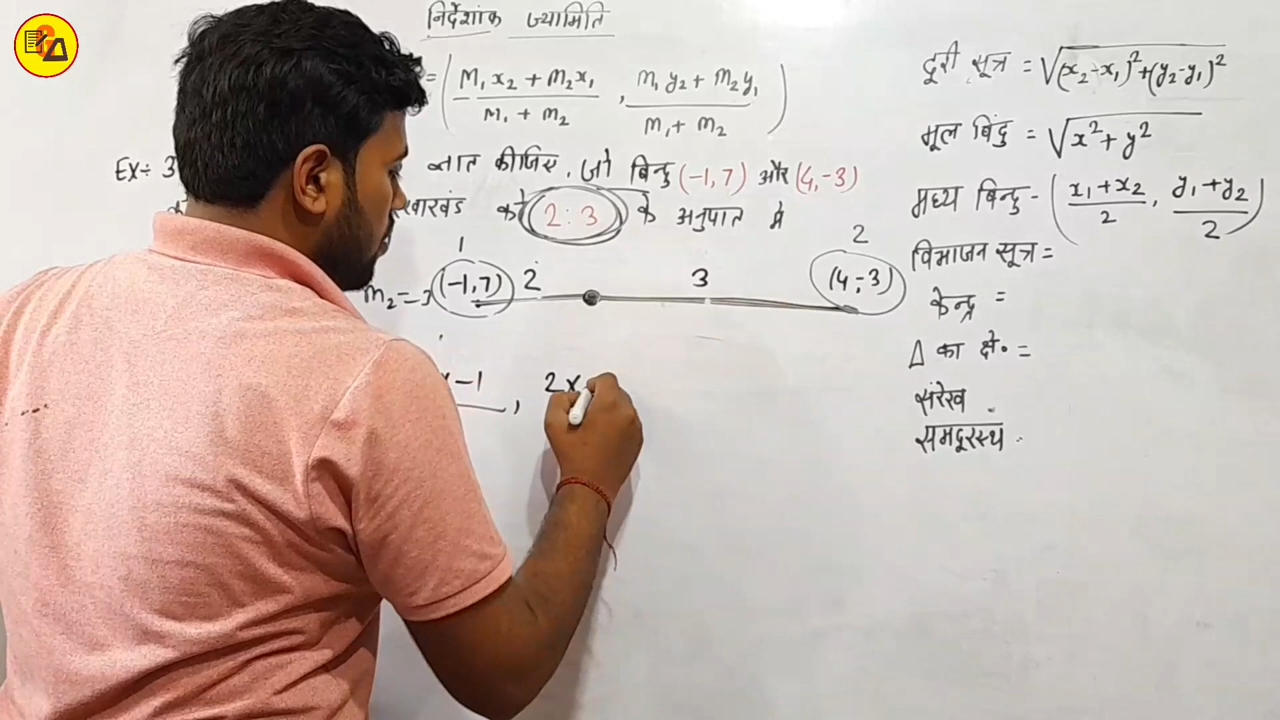 निर्देशांक ज्यामिति
= ( m₁x₂ + m₂x₁ / m₁ + m₂ , m₁y₂ + m₂y₁ / m₁ + m₂ )
Ex÷ 3 ज्ञात कीजिए, जो बिन्दु (-1, 7) और (4, -3)
को 2 : 3 के अनुपात में
1 2
m₂ = 3 (-1, 7) 2 3 (4, -3)
x -1 , 2x
दूरी सूत्र = √(x₂-x₁)²+(y₂-y₁)²
मूल बिंदु = √x²+y²
मध्य बिन्दु - ( x₁+x₂ / 2 , y₁+y₂ / 2 )
विभाजन सूत्र =
केन्द्र =
Δ का क्षे॰ =
संरेख
समदूरस्थ